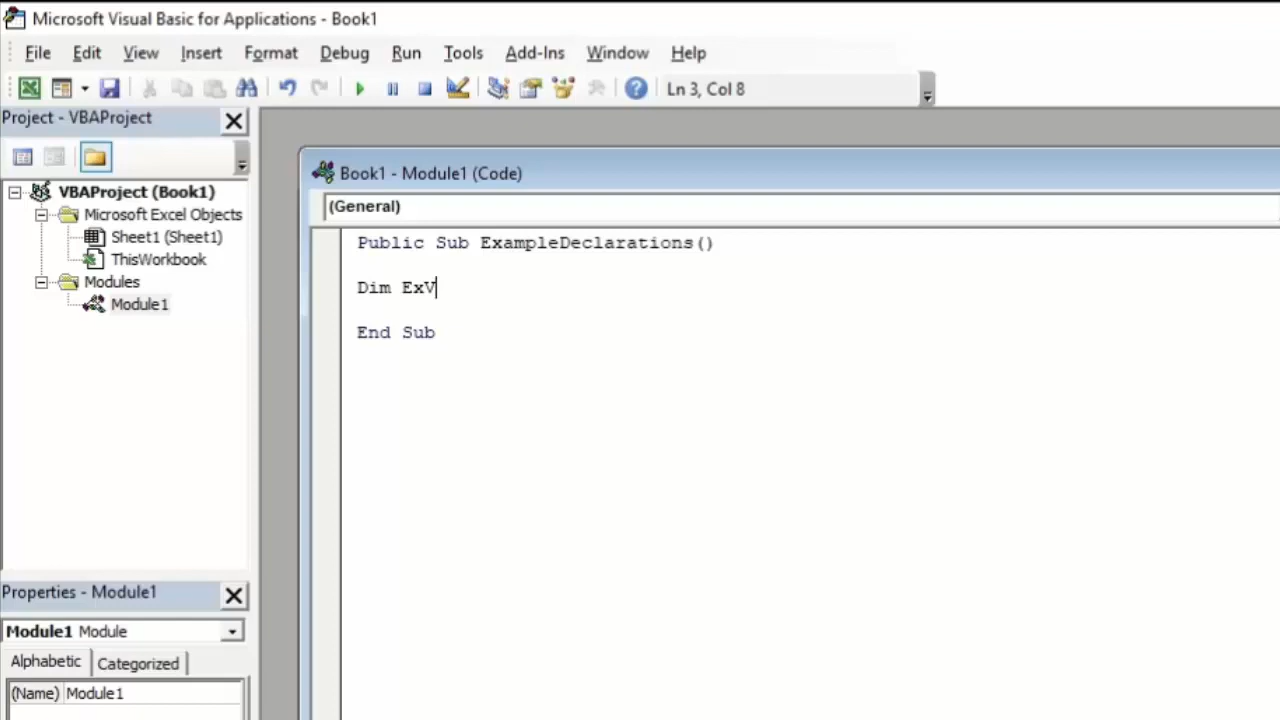 Microsoft Visual Basic for Applications - Book1
File Edit View Insert Format Debug Run Tools Add-Ins Window Help
Ln 3, Col 8
Project - VBAProject
VBAProject (Book1)
Microsoft Excel Objects
Sheet1 (Sheet1)
ThisWorkbook
Modules
Module1
Properties - Module1
Module1 Module
Alphabetic Categorized
(Name) Module1
Book1 - Module1 (Code)
(General)
Public Sub ExampleDeclarations()
Dim ExV
End Sub